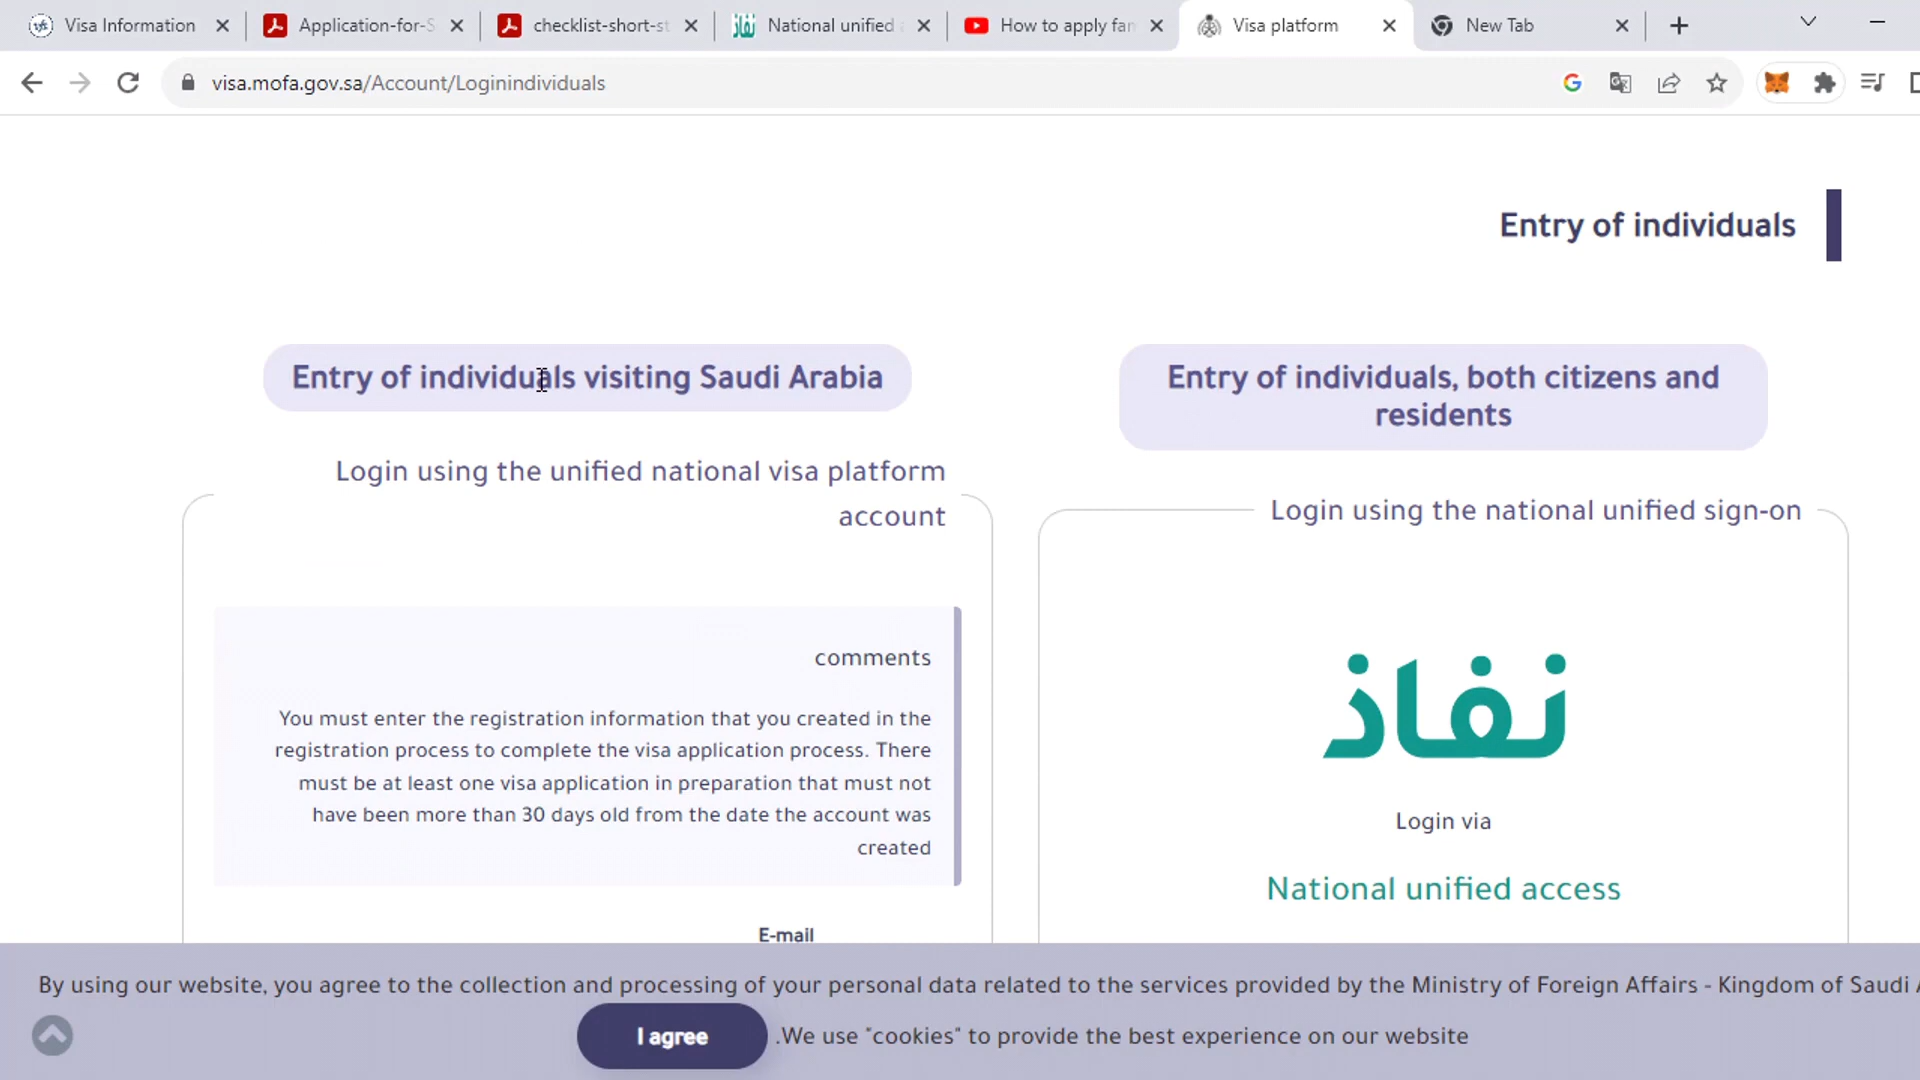 Visa Information
Application-for-S
checklist-short-st
National unified
How to apply fan
Visa platform
New Tab
visa.mofa.gov.sa/Account/Loginindividuals
Entry of individuals
Entry of individuals visiting Saudi Arabia
Login using the unified national visa platform
account
comments
You must enter the registration information that you created in the
registration process to complete the visa application process. There
must be at least one visa application in preparation that must not
have been more than 30 days old from the date the account was
created
E-mail
Entry of individuals, both citizens and
residents
Login using the national unified sign-on
نفاذ
Login via
National unified access
By using our website, you agree to the collection and processing of your personal data related to the services provided by the Ministry of Foreign Affairs - Kingdom of Saudi A
I agree
.We use "cookies" to provide the best experience on our website